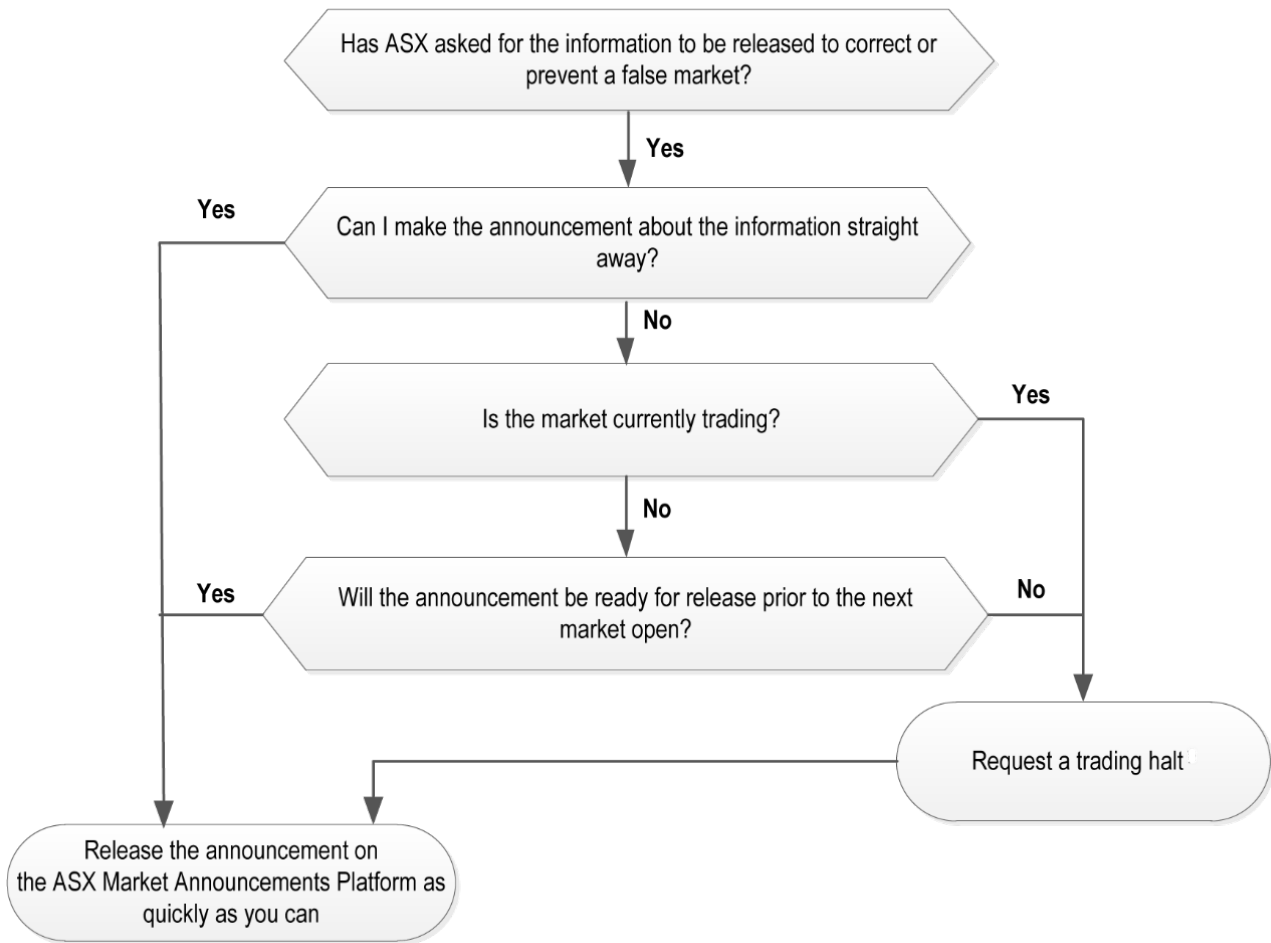 Has ASX asked for the information to be released to correct or
prevent a false market?
Yes
Yes
Can I make the announcement about the information straight
away?
No
Yes
Is the market currently trading?
No
Yes
Will the announcement be ready for release prior to the next
market open?
No
Request a trading halt
Release the announcement on
the ASX Market Announcements Platform as
quickly as you can